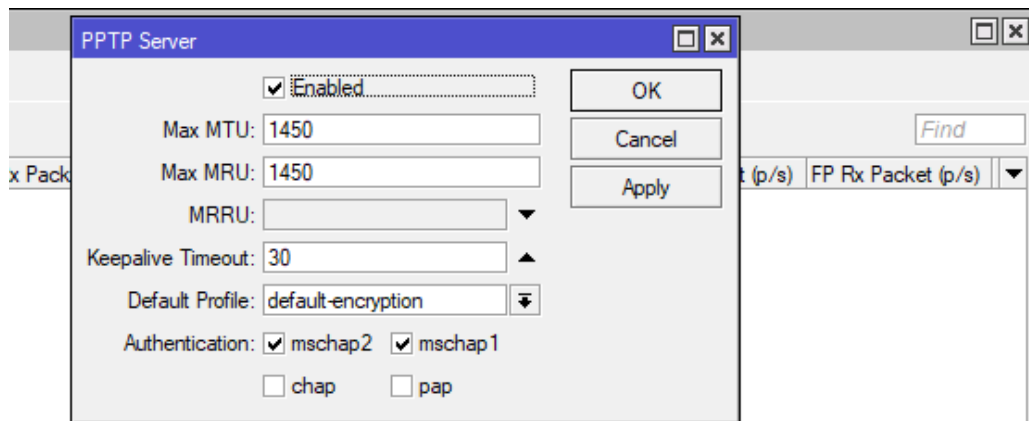 PPTP Server
Enabled
OK
Max MTU: 1450
Cancel
Find
Max MRU: 1450
x Pack
t (p/s) FP Rx Packet (p/s)
Apply
MRRU:
Keepalive Timeout: 30
Default Profile: default-encryption
Authentication: mschap2 mschap1
chap pap